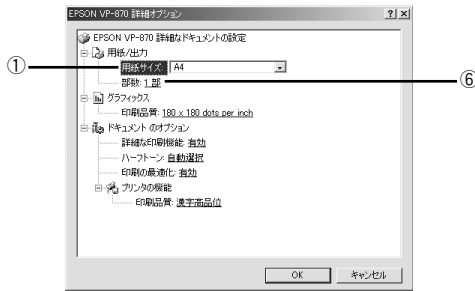 EPSON VP-870 詳細オプション
EPSON VP-870 詳細なドキュメントの設定
用紙/出力
① 用紙サイズ: A4
部数: 1 部 ⑥
グラフィックス
印刷品質: 180 x 180 dots per inch
ドキュメント のオプション
詳細な印刷機能: 有効
ハーフトーン: 自動選択
印刷の最適化: 有効
プリンタの機能
印刷品質: 漢字高品位
OK キャンセル